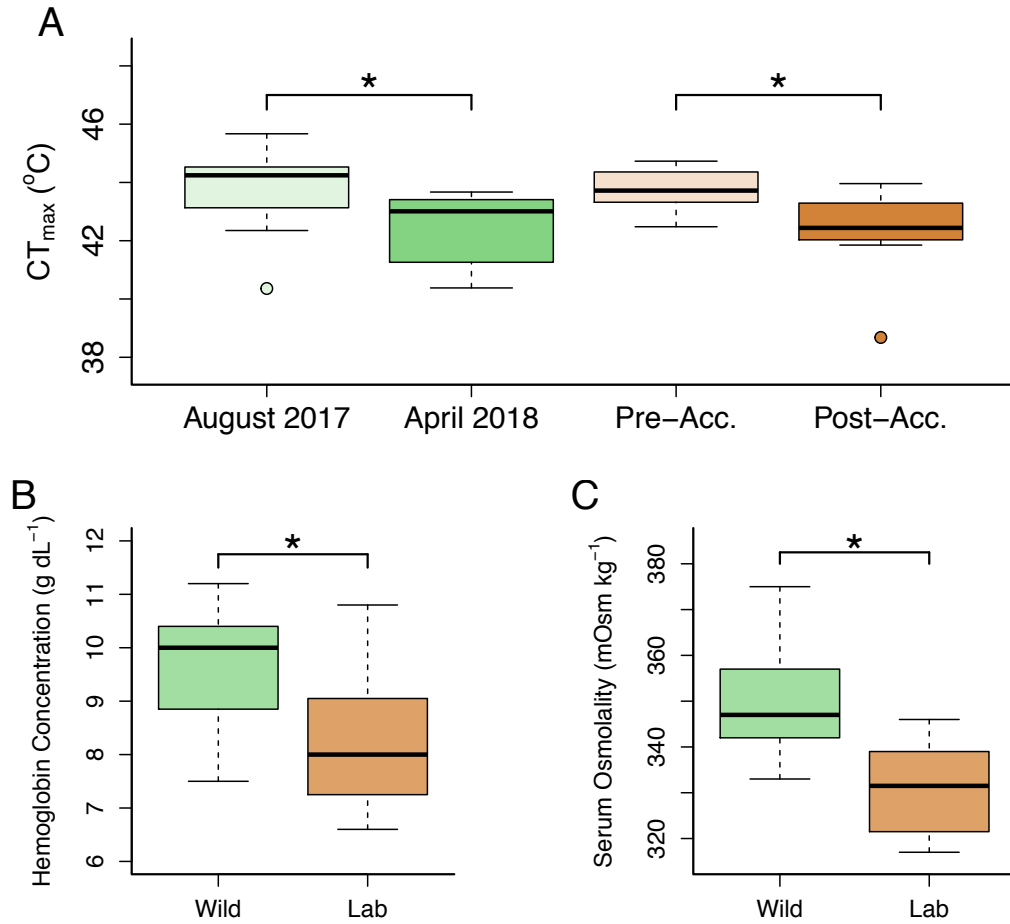 A
CTmax (°C)
46
42
38
*
*
August 2017
April 2018
Pre−Acc.
Post−Acc.
B
Hemoglobin Concentration (g dL⁻¹)
12
11
10
9
8
7
6
*
Wild
Lab
C
Serum Osmolality (mOsm kg⁻¹)
380
360
340
320
*
Wild
Lab